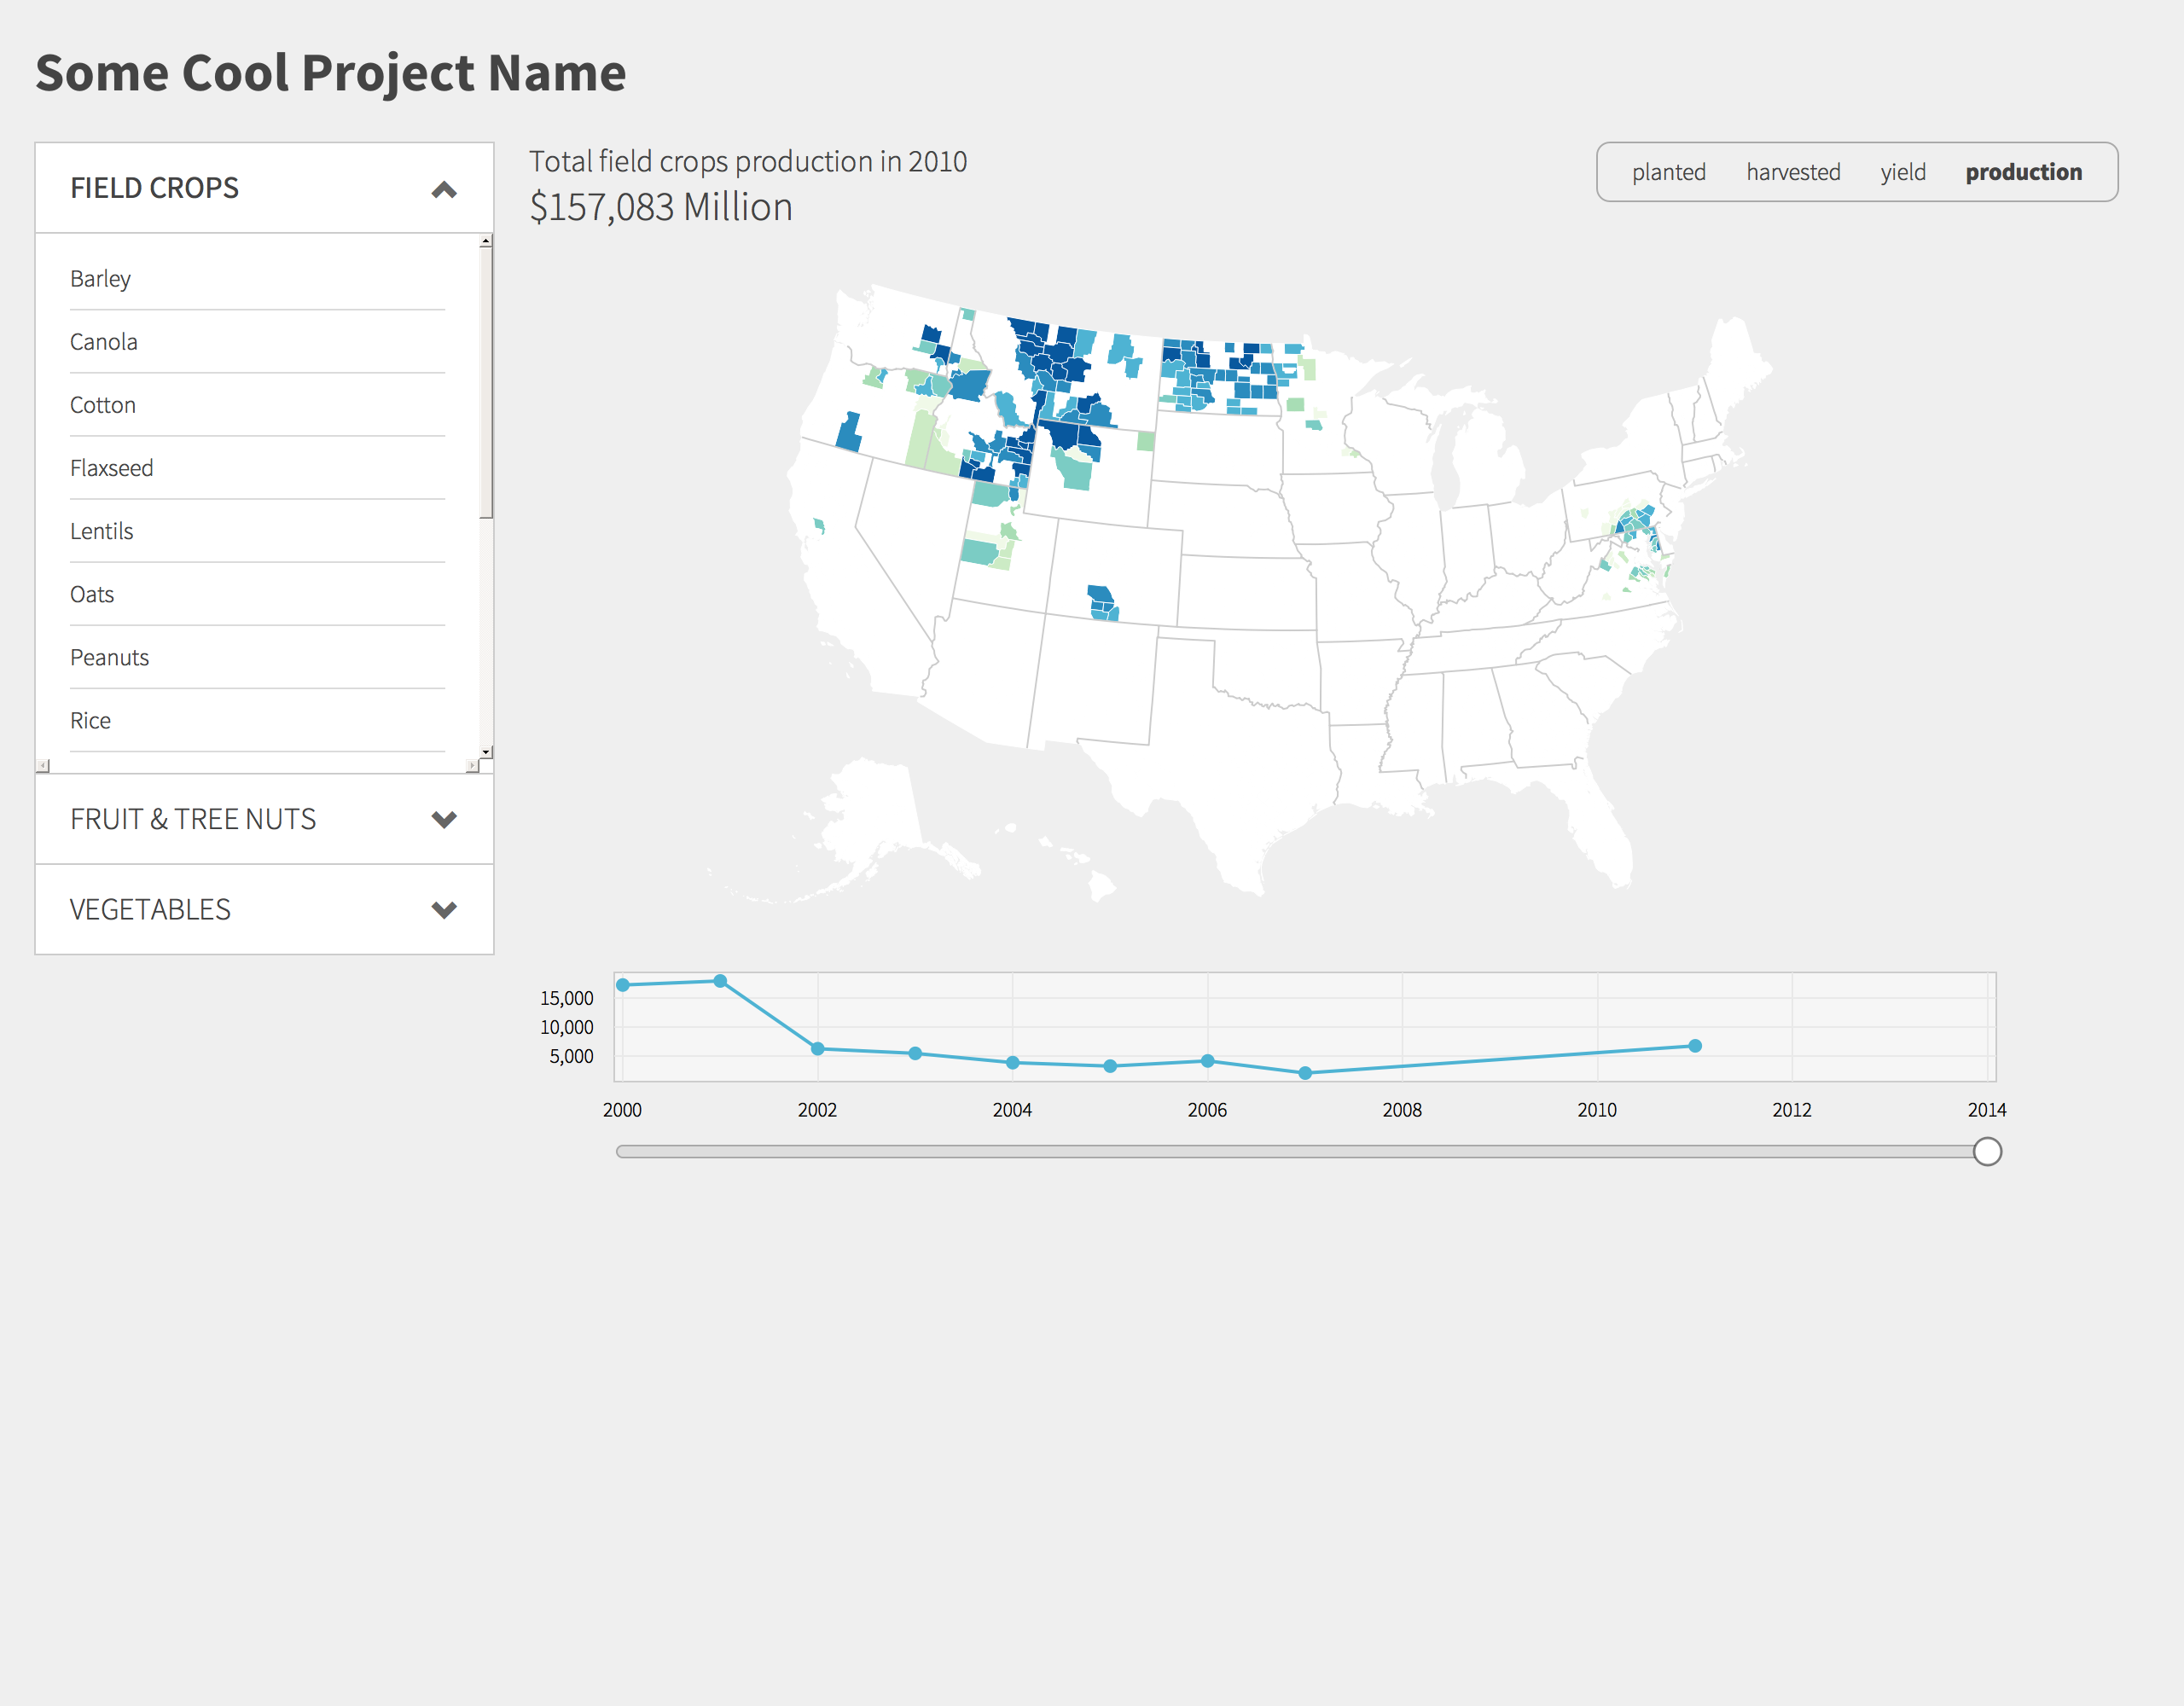 Some Cool Project Name
FIELD CROPS
Barley
Canola
Cotton
Flaxseed
Lentils
Oats
Peanuts
Rice
FRUIT & TREE NUTS
VEGETABLES
Total field crops production in 2010
$157,083 Million
planted harvested yield production
15,000
10,000
5,000
2000 2002 2004 2006 2008 2010 2012 2014